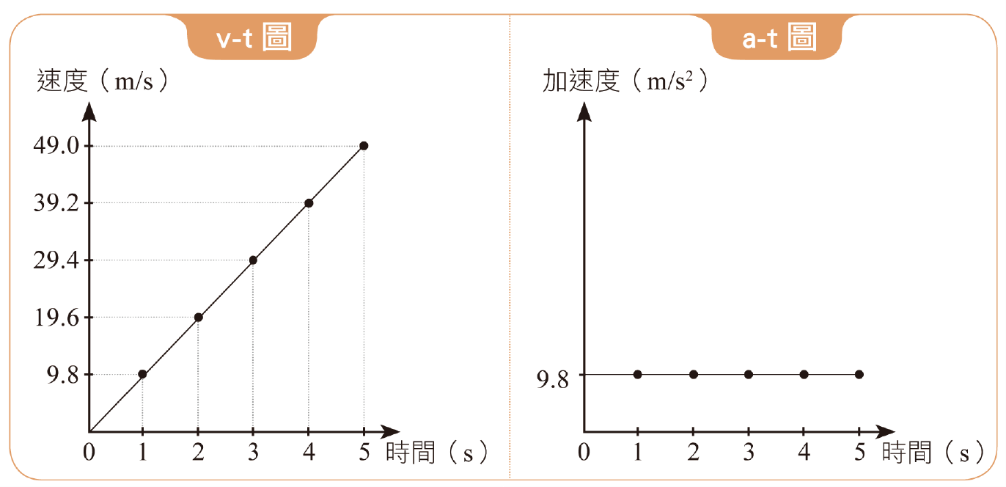 v-t 圖
速度（m/s）
49.0
39.2
29.4
19.6
9.8
0 1 2 3 4 5 時間（s）
a-t 圖
加速度（m/s²）
9.8
0 1 2 3 4 5 時間（s）